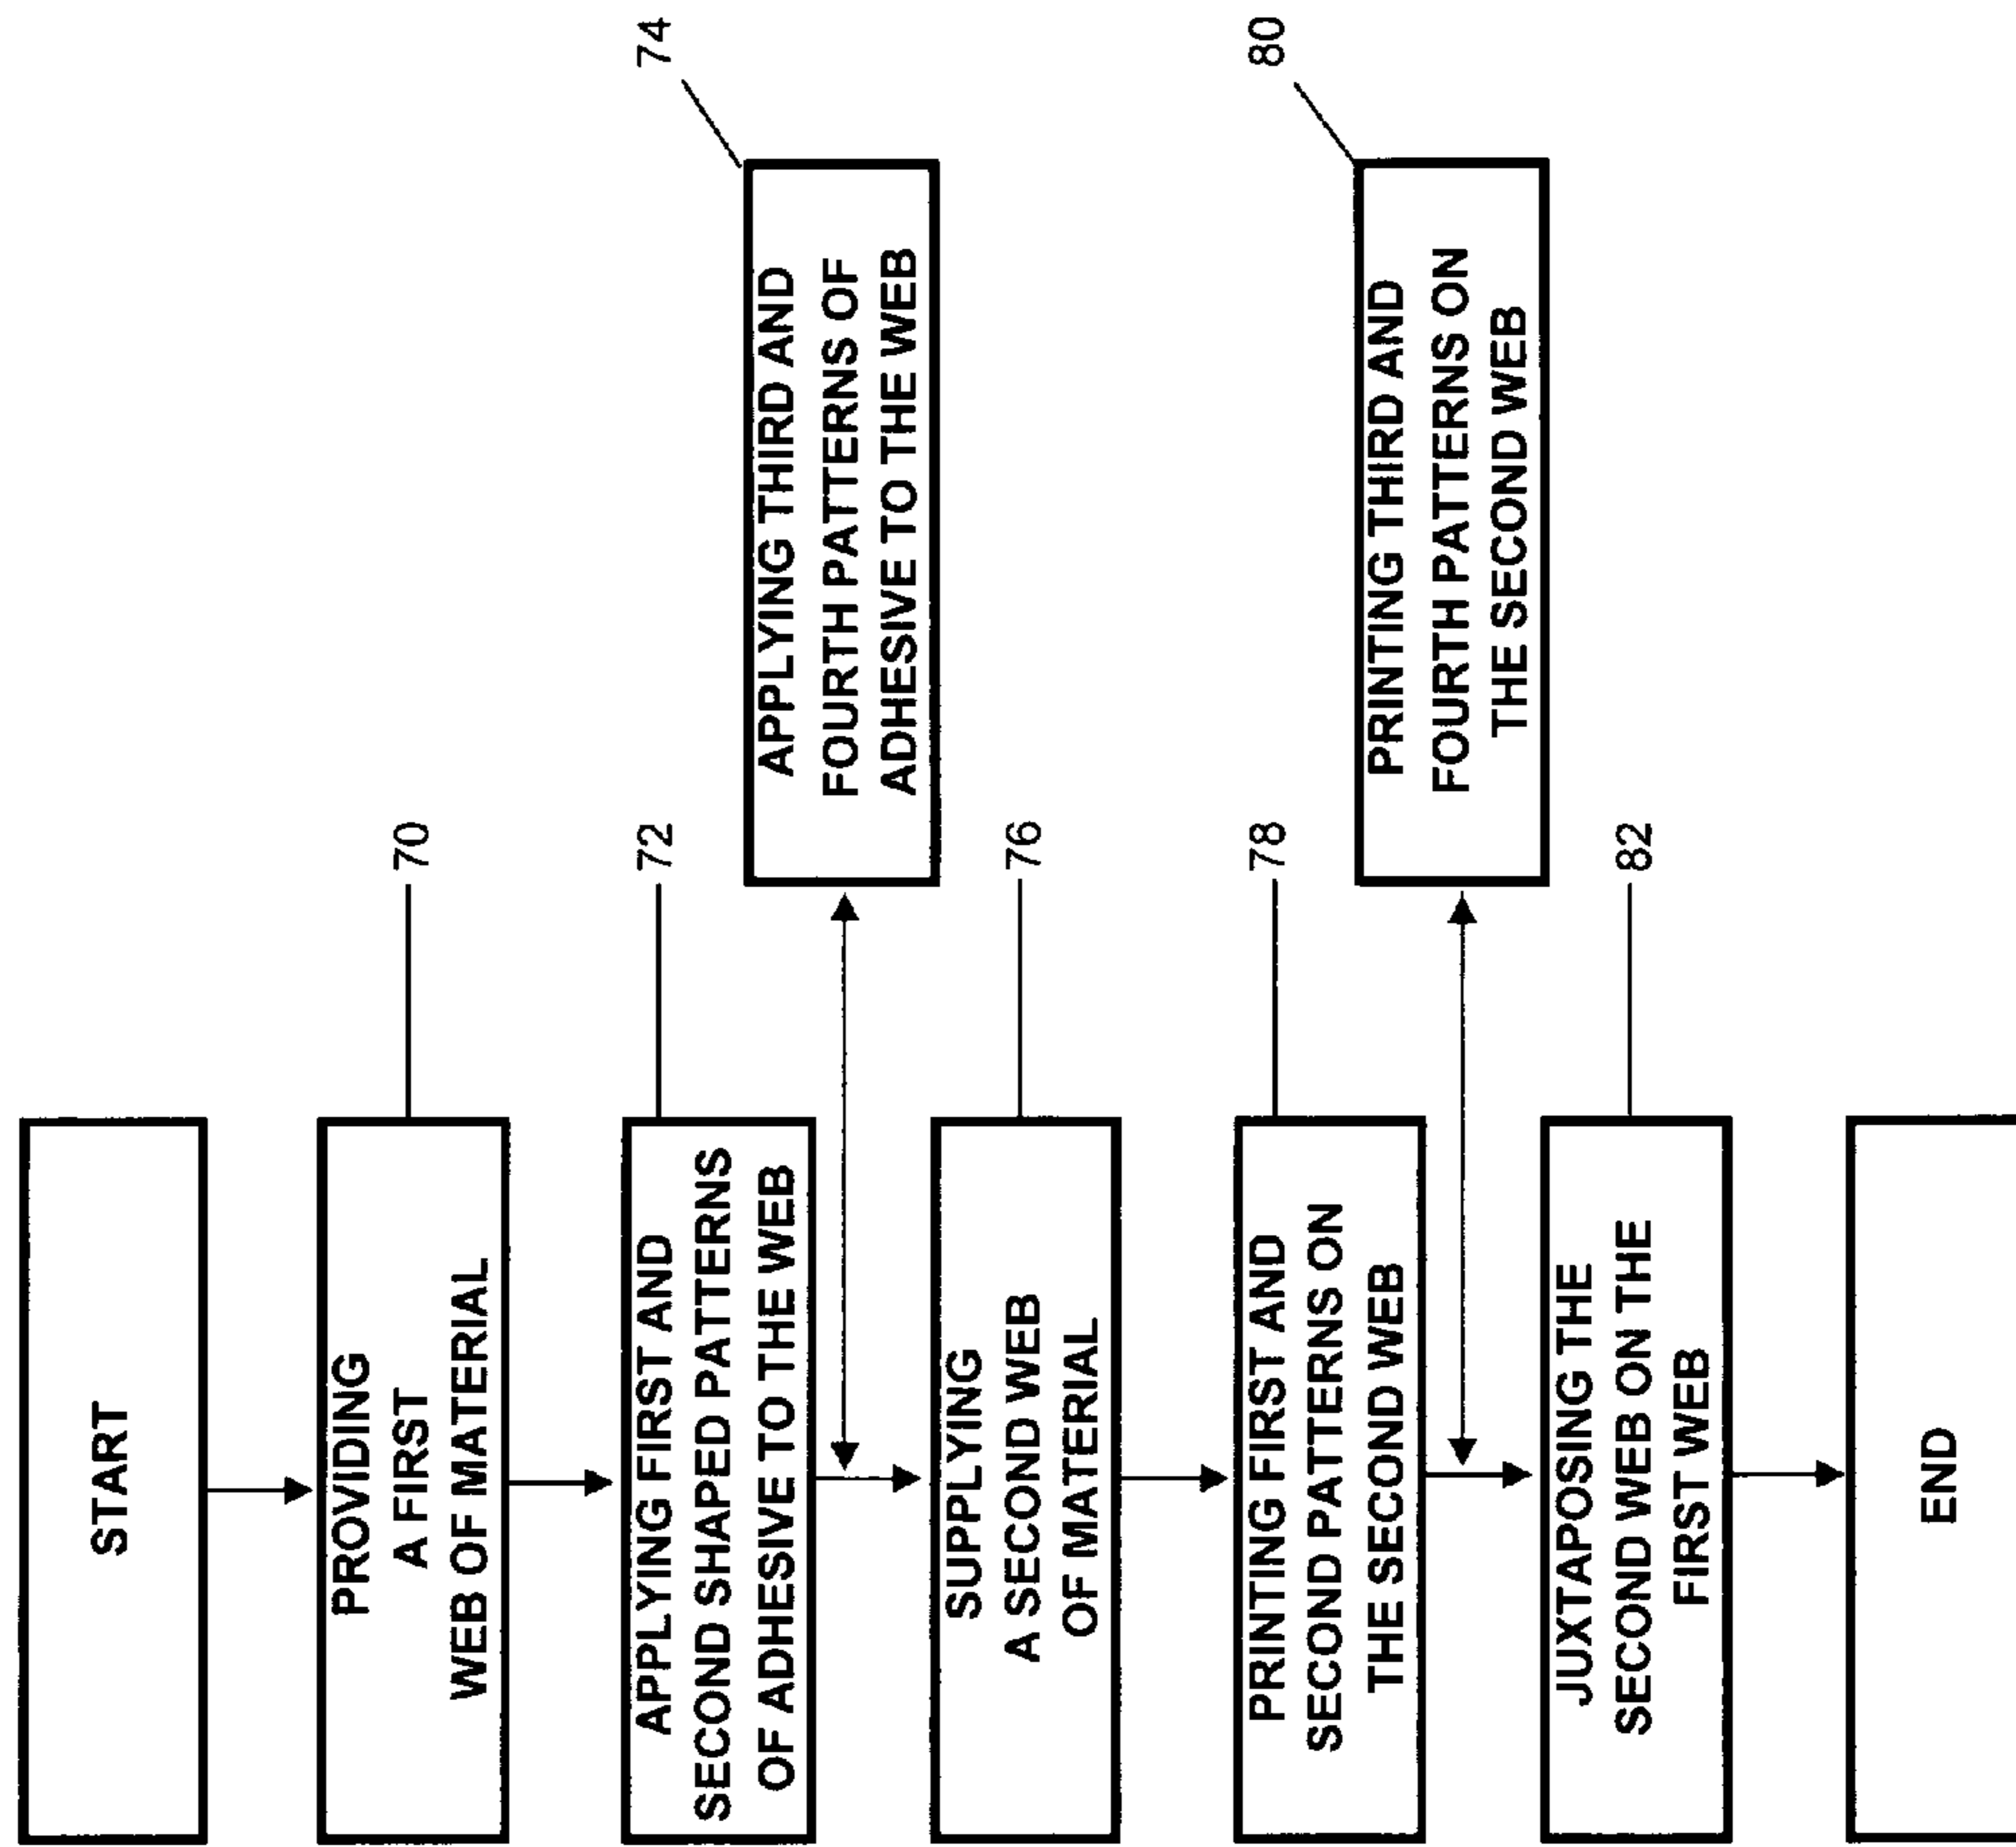 START
70
PROVIDING
A FIRST
WEB OF MATERIAL
72
APPLYING FIRST AND
SECOND SHAPED PATTERNS
OF ADHESIVE TO THE WEB
74
APPLYING THIRD AND
FOURTH PATTERNS OF
ADHESIVE TO THE WEB
76
SUPPLYING
A SECOND WEB
OF MATERIAL
78
PRINTING FIRST AND
SECOND PATTERNS ON
THE SECOND WEB
80
PRINTING THIRD AND
FOURTH PATTERNS ON
THE SECOND WEB
82
JUXTAPOSING THE
SECOND WEB ON THE
FIRST WEB
END